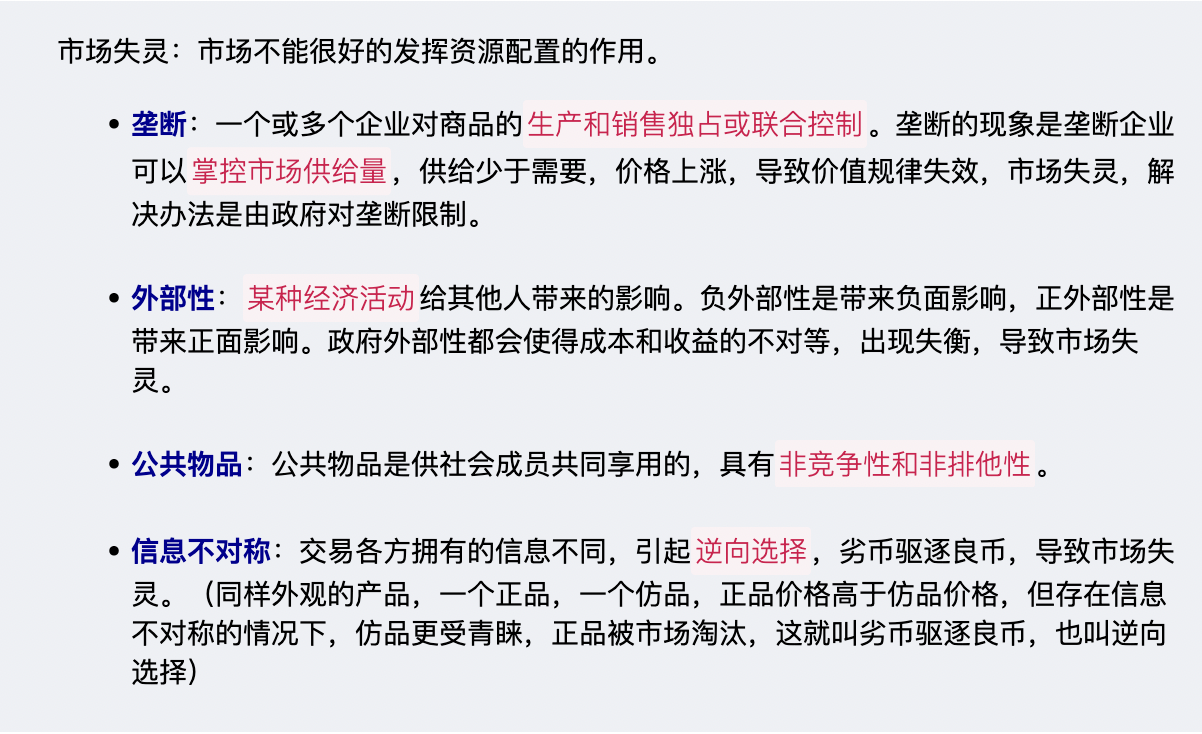 市场失灵：市场不能很好的发挥资源配置的作用。
• 垄断：一个或多个企业对商品的生产和销售独占或联合控制。垄断的现象是垄断企业
可以掌控市场供给量，供给少于需要，价格上涨，导致价值规律失效，市场失灵，解
决办法是由政府对垄断限制。
• 外部性：某种经济活动给其他人带来的影响。负外部性是带来负面影响，正外部性是
带来正面影响。政府外部性都会使得成本和收益的不对等，出现失衡，导致市场失
灵。
• 公共物品：公共物品是供社会成员共同享用的，具有非竞争性和非排他性。
• 信息不对称：交易各方拥有的信息不同，引起逆向选择，劣币驱逐良币，导致市场失
灵。（同样外观的产品，一个正品，一个仿品，正品价格高于仿品价格，但存在信息
不对称的情况下，仿品更受青睐，正品被市场淘汰，这就叫劣币驱逐良币，也叫逆向
选择）